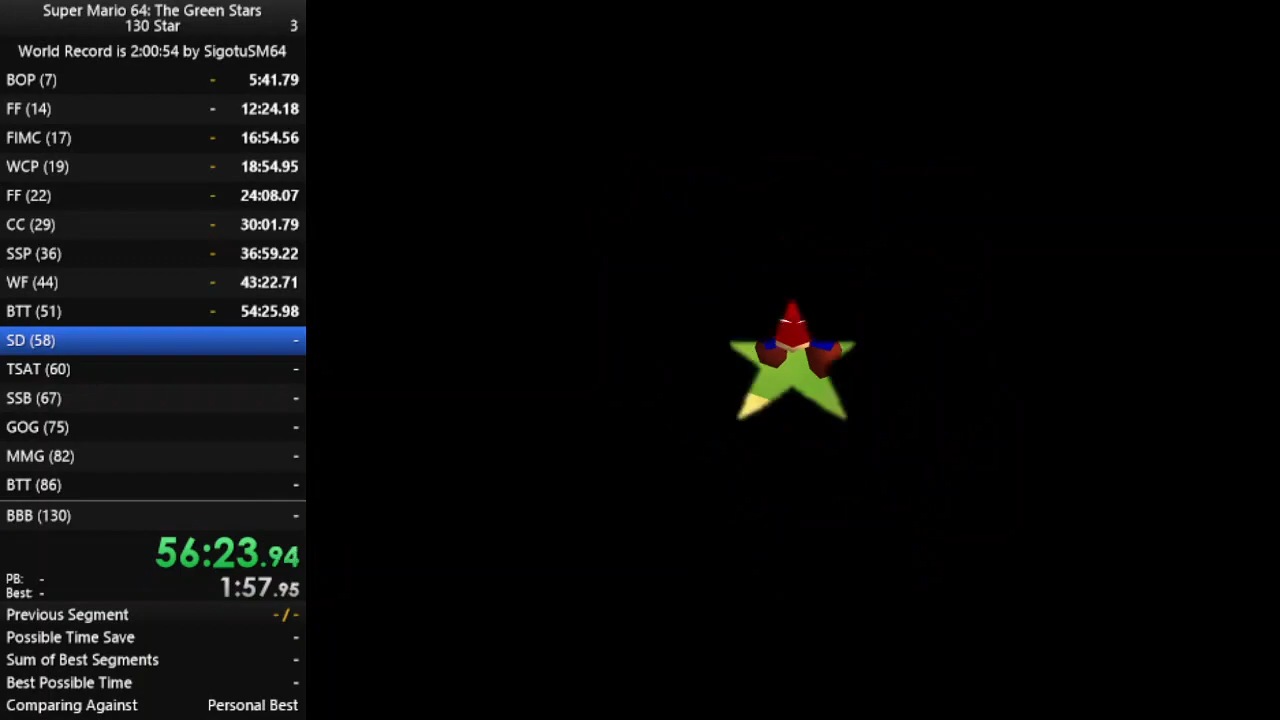 Super Mario 64: The Green Stars
130 Star 3
World Record is 2:00:54 by SigotuSM64
BOP (7) - 5:41.79
FF (14) - 12:24.18
FIMC (17) - 16:54.56
WCP (19) - 18:54.95
FF (22) - 24:08.07
CC (29) - 30:01.79
SSP (36) - 36:59.22
WF (44) - 43:22.71
BTT (51) - 54:25.98
SD (58) -
TSAT (60) -
SSB (67) -
GOG (75) -
MMG (82) -
BTT (86) -
BBB (130) -
56:23.94
PB: -
Best: - 1:57.95
Previous Segment - / -
Possible Time Save -
Sum of Best Segments -
Best Possible Time -
Comparing Against Personal Best